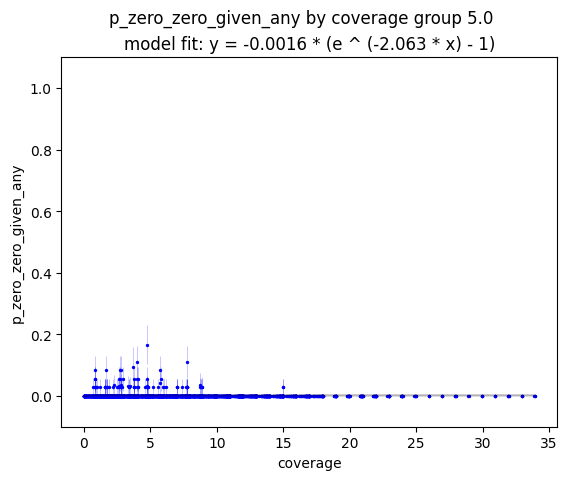 p_zero_zero_given_any by coverage group 5.0
model fit: y = -0.0016 * (e ^ (-2.063 * x) - 1)
1.0
0.8
0.6
0.4
0.2
0.0
p_zero_zero_given_any
0 5 10 15 20 25 30 35
coverage